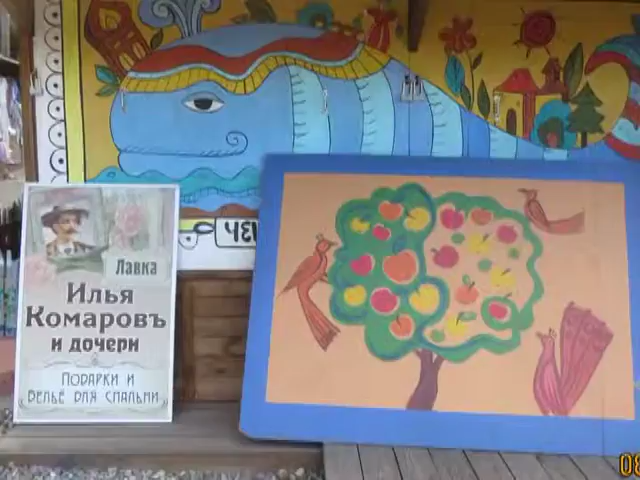 Лавка
Илья
Комаровъ
и дочери
ПОДАРКИ И
БЕЛЬЁ ДЛЯ СПАЛЬНИ
ЧЕ
08